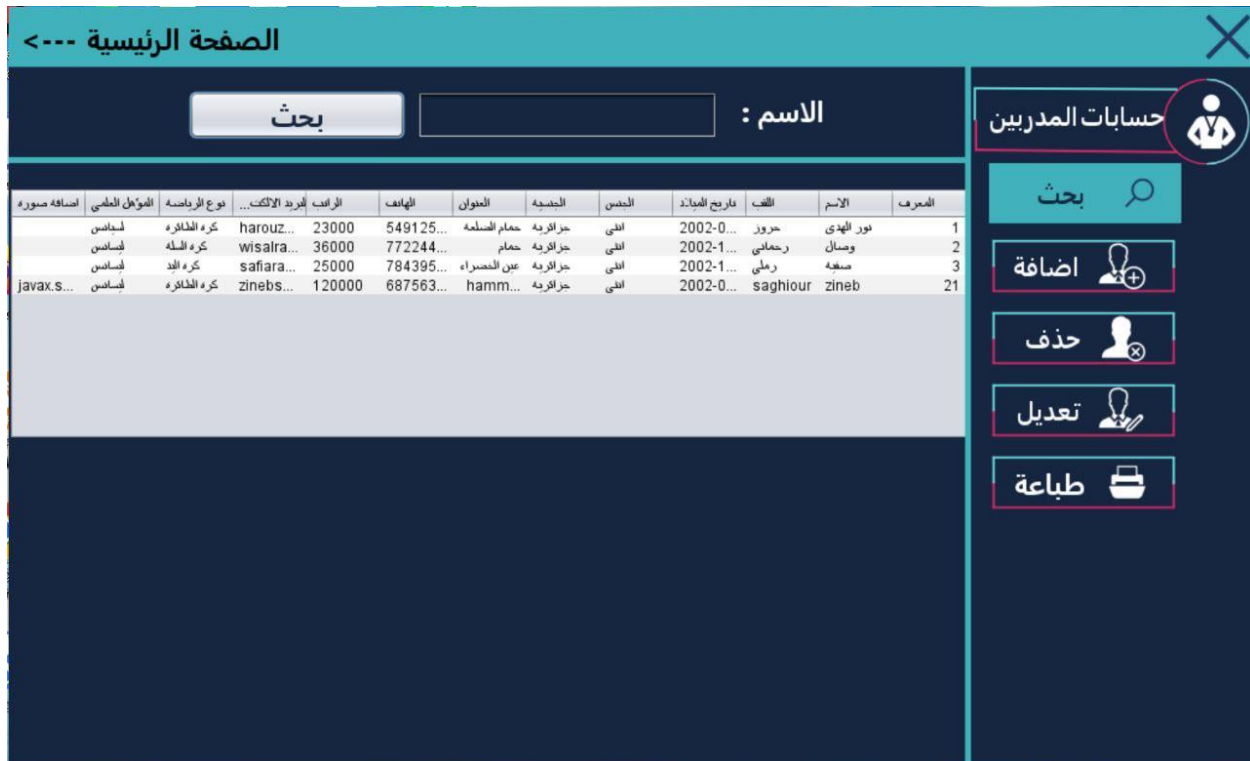 الصفحة الرئيسية --->
الاسم :
بحث
حسابات المدربين
بحث
اضافة
حذف
تعديل
طباعة
المعرف الاسم اللقب تاريخ الميلاد الجنس الجنسية العنوان الهاتف الراتب البريد الالكت... نوع الرياضة المؤهل العلمي اضافة صورة
1 نور الهدى حروز 2002-0... انثى جزائرية حمام الضلعة 549125... 23000 harouz... كرة الطائرة ليسانس
2 وصال رحماني 2002-1... انثى جزائرية حمام 772244... 36000 wisalra... كرة السلة ليسانس
3 صفية رملي 2002-1... انثى جزائرية عين الخضراء 784395... 25000 safiara... كرة اليد ليسانس
21 zineb saghiour 2002-0... انثى جزائرية hamm... 687563... 120000 zinebs... كرة الطائرة ليسانس javax.s...